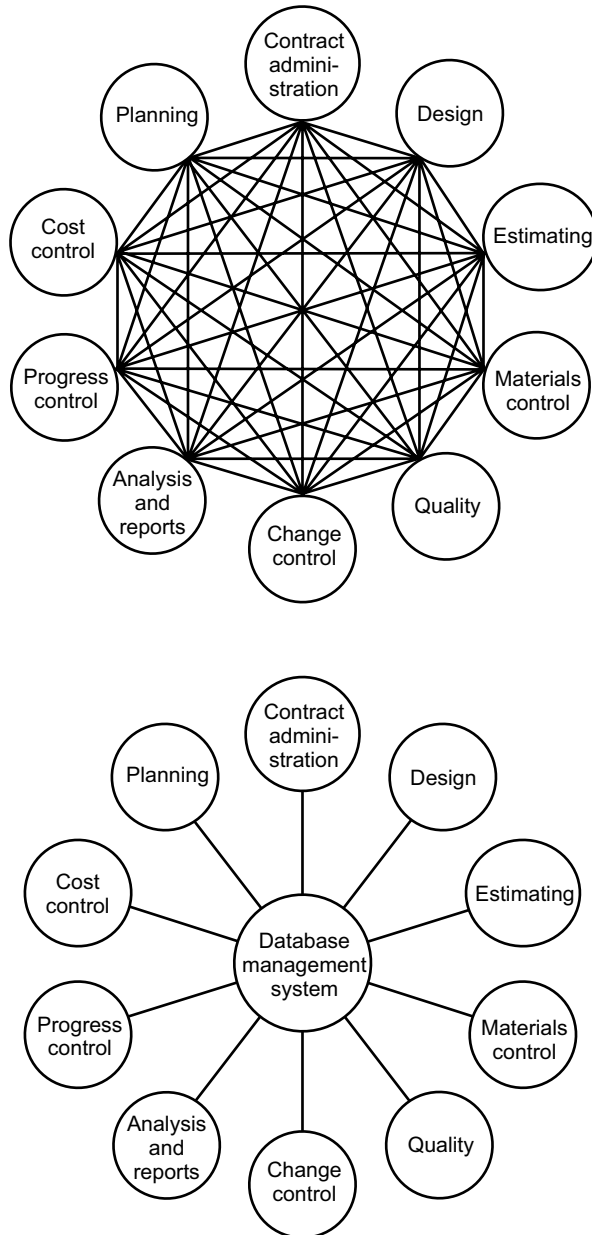 Contract
admini-
stration
Planning
Design
Cost
control
Estimating
Progress
control
Materials
control
Analysis
and
reports
Quality
Change
control
Contract
admini-
stration
Planning
Design
Cost
control
Estimating
Database
management
system
Progress
control
Materials
control
Analysis
and
reports
Quality
Change
control